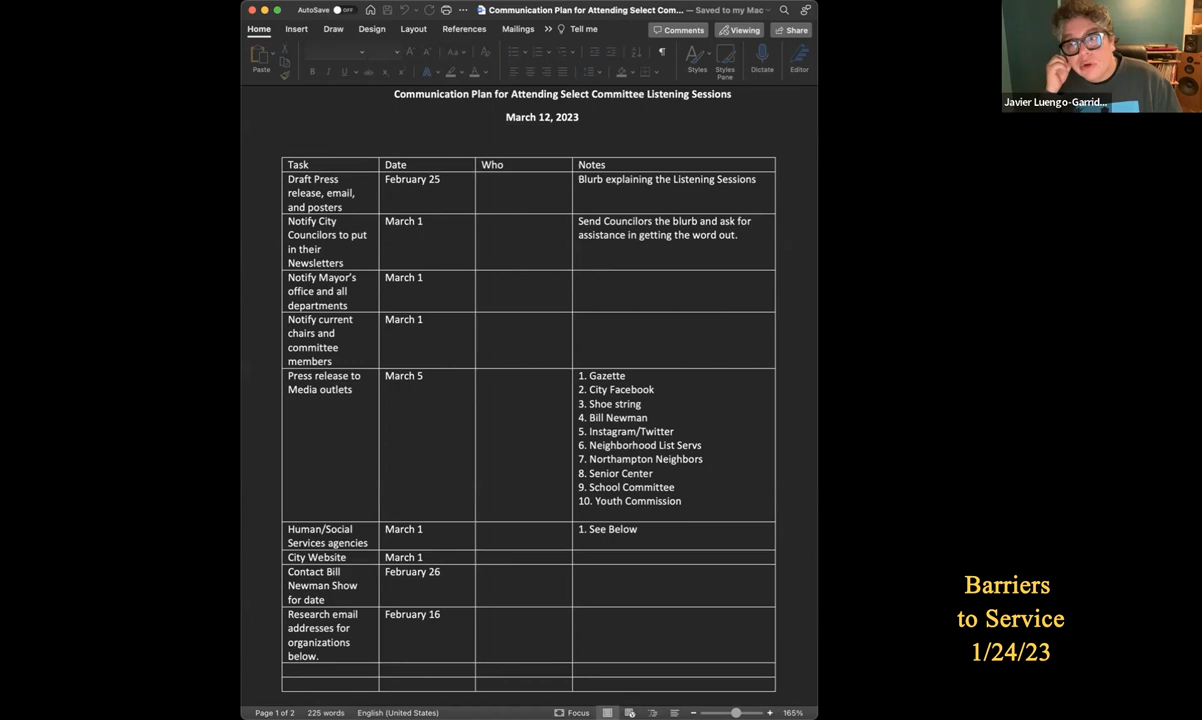 AutoSave OFF Communication Plan for Attending Select Com... — Saved to my Mac
Home Insert Draw Design Layout References Mailings Tell me Comments Viewing Share
Paste Styles Styles Pane Dictate Editor
Communication Plan for Attending Select Committee Listening Sessions
March 12, 2023
Task Date Who Notes
Draft Press February 25 Blurb explaining the Listening Sessions
release, email,
and posters
Notify City March 1 Send Councilors the blurb and ask for
Councilors to put assistance in getting the word out.
in their
Newsletters
Notify Mayor's March 1
office and all
departments
Notify current March 1
chairs and
committee
members
Press release to March 5 1. Gazette
Media outlets 2. City Facebook
3. Shoe string
4. Bill Newman
5. Instagram/Twitter
6. Neighborhood List Servs
7. Northampton Neighbors
8. Senior Center
9. School Committee
10. Youth Commission
Human/Social March 1 1. See Below
Services agencies
City Website March 1
Contact Bill February 26
Newman Show
for date
Research email February 16
addresses for
organizations
below.
Page 1 of 2 225 words English (United States) Focus 165%
Javier Luengo-Garrid...
Barriers
to Service
1/24/23